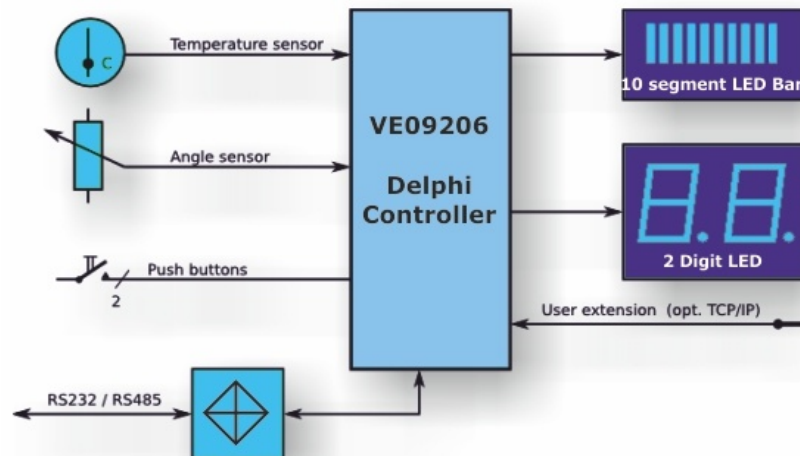 Temperature sensor
C
10 segment LED Bar
VE09206
Delphi
Controller
Angle sensor
2 Digit LED
Push buttons
2
User extension (opt. TCP/IP)
RS232 / RS485